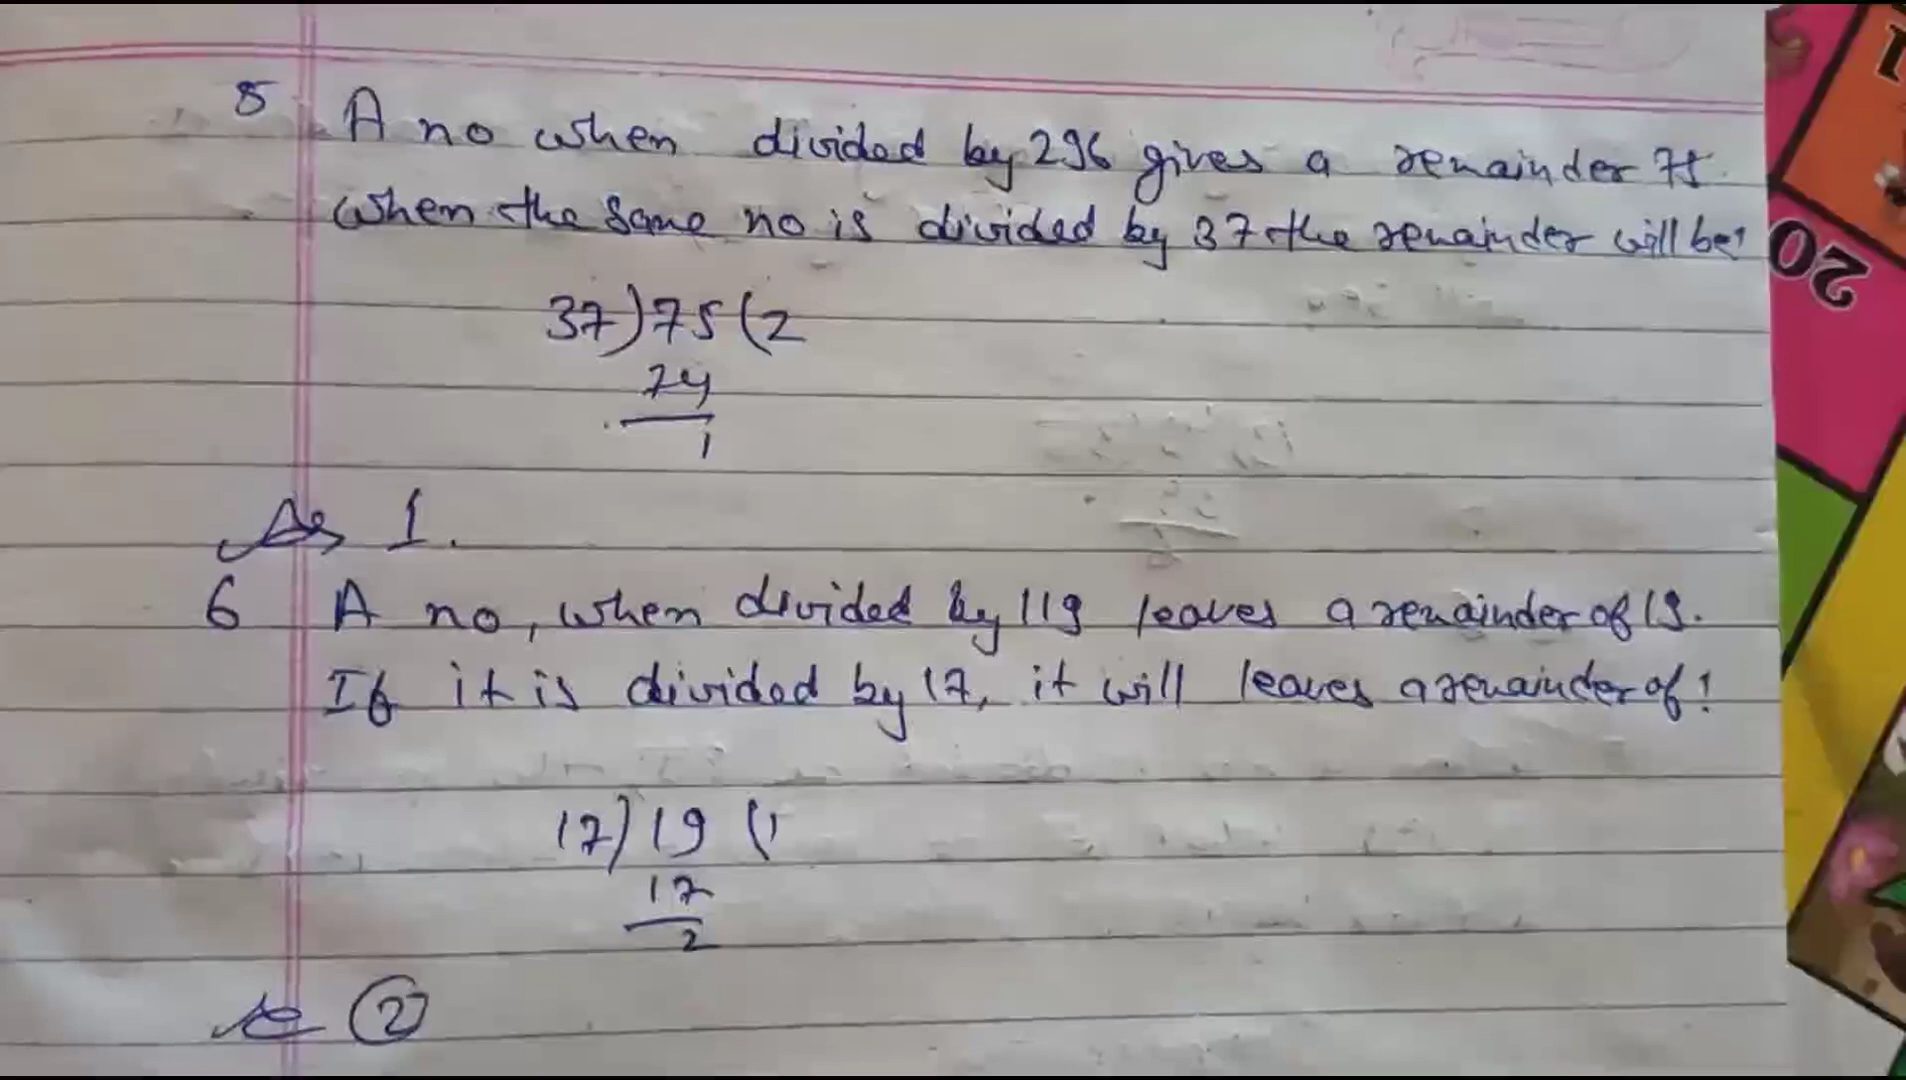 5 A no when divided by 296 gives a remainder 75.
when the same no is divided by 37 the remainder will be?
37)75(2
74
1
Ans 1.
6 A no, when divided by 119 leaves a remainder of 19.
If it is divided by 17, it will leaves a remainder of?
17)19(1
17
2
2
20
1